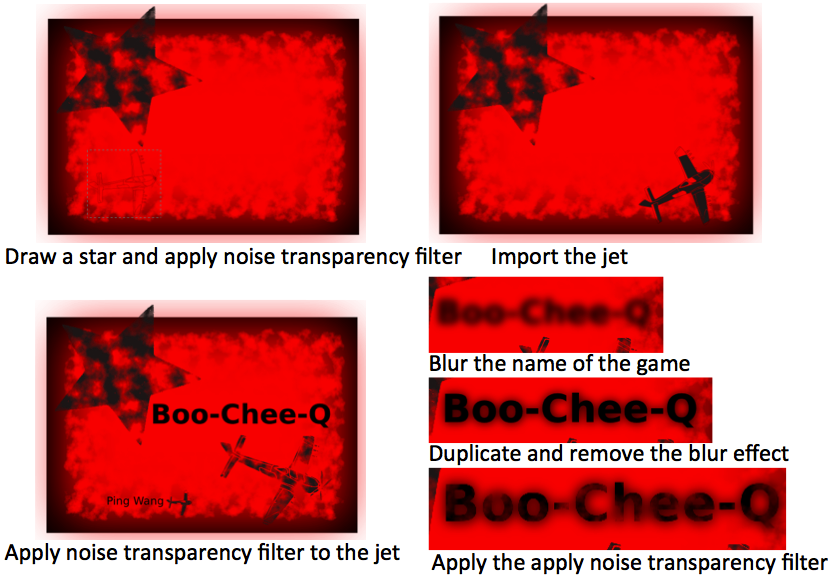 Draw a star and apply noise transparency filter
Import the jet
Boo-Chee-Q
Ping Wang
Apply noise transparency filter to the jet
Boo-Chee-Q
Blur the name of the game
Boo-Chee-Q
Duplicate and remove the blur effect
Boo-Chee-Q
Apply the apply noise transparency filter